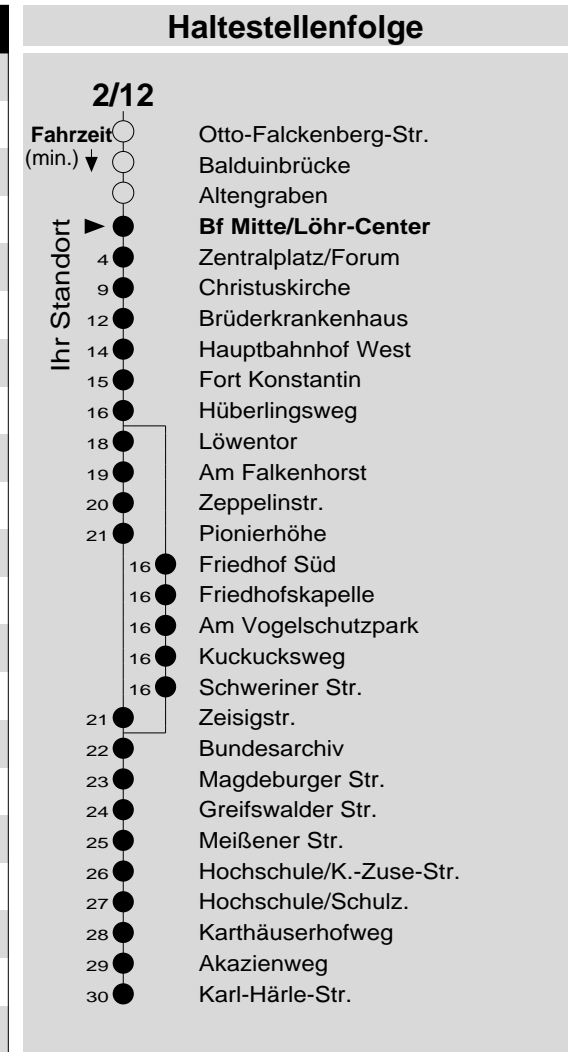 Haltestellenfolge
2/12
Fahrzeit Otto-Falckenberg-Str.
(min.) Balduinbrücke
Altengraben
Ihr Standort
Bf Mitte/Löhr-Center
4 Zentralplatz/Forum
9 Christuskirche
12 Brüderkrankenhaus
14 Hauptbahnhof West
15 Fort Konstantin
16 Hüberlingsweg
18 Löwentor
19 Am Falkenhorst
20 Zeppelinstr.
21 Pionierhöhe
16 Friedhof Süd
16 Friedhofskapelle
16 Am Vogelschutzpark
16 Kuckucksweg
16 Schweriner Str.
21 Zeisigstr.
22 Bundesarchiv
23 Magdeburger Str.
24 Greifswalder Str.
25 Meißener Str.
26 Hochschule/K.-Zuse-Str.
27 Hochschule/Schulz.
28 Karthäuserhofweg
29 Akazienweg
30 Karl-Härle-Str.